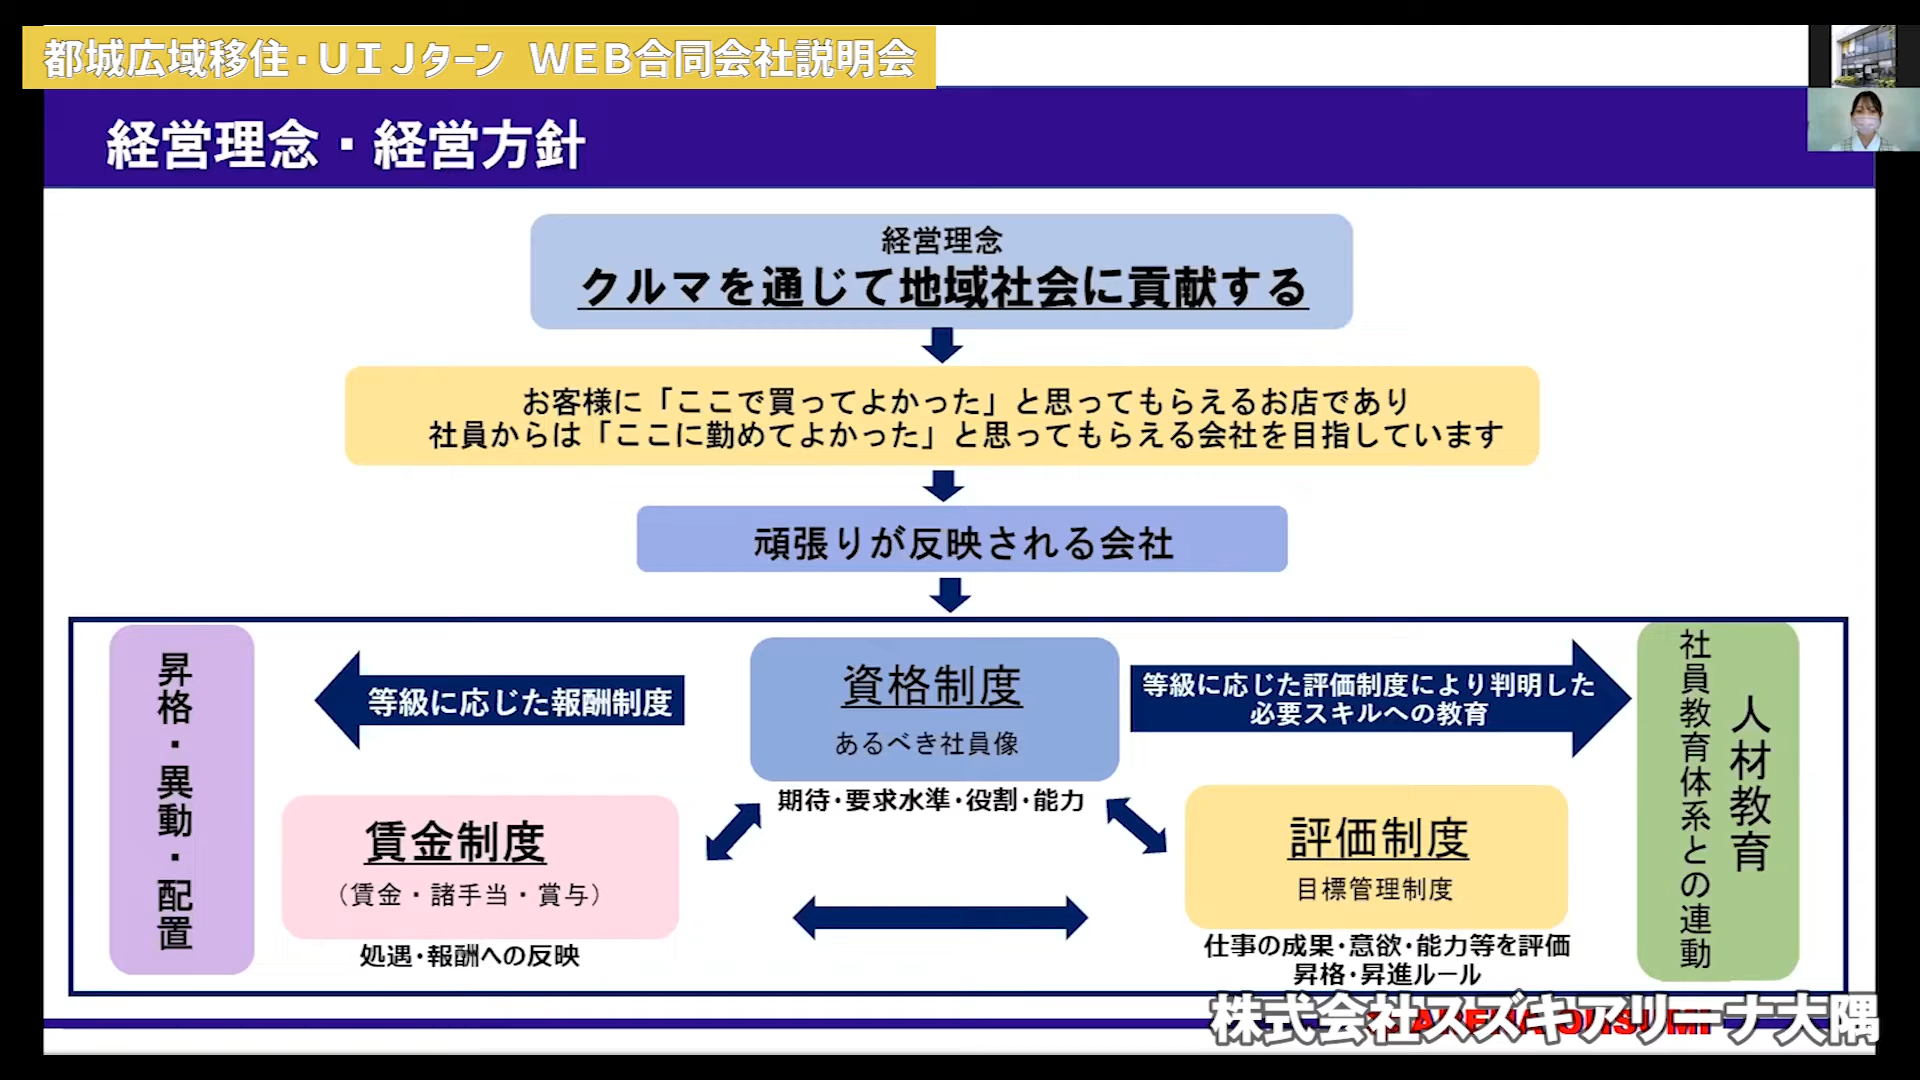 都城広域移住・UIJターン WEB合同会社説明会
経営理念・経営方針
経営理念
クルマを通じて地域社会に貢献する
お客様に「ここで買ってよかった」と思ってもらえるお店であり
社員からは「ここに勤めてよかった」と思ってもらえる会社を目指しています
頑張りが反映される会社
昇格・異動・配置
等級に応じた報酬制度
資格制度
あるべき社員像
期待・要求水準・役割・能力
等級に応じた評価制度により判明した
必要スキルへの教育
人材教育
社員教育体系との連動
賃金制度
（賃金・諸手当・賞与）
処遇・報酬への反映
評価制度
目標管理制度
仕事の成果・意欲・能力等を評価
昇格・昇進ルール
株式会社スズキアリーナ大隅